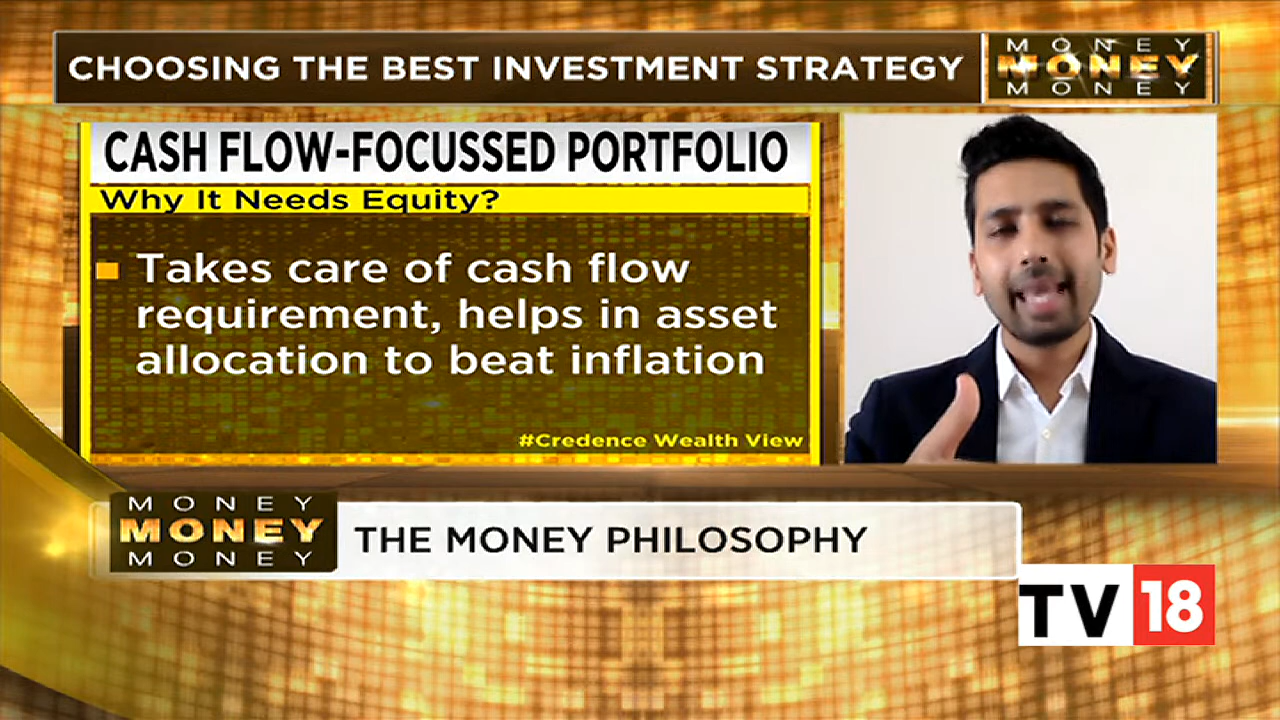 CHOOSING THE BEST INVESTMENT STRATEGY
MONEY
MONEY
MONEY
CASH FLOW-FOCUSSED PORTFOLIO
Why It Needs Equity?
Takes care of cash flow
requirement, helps in asset
allocation to beat inflation
#Credence Wealth View
MONEY
MONEY
MONEY
THE MONEY PHILOSOPHY
TV18